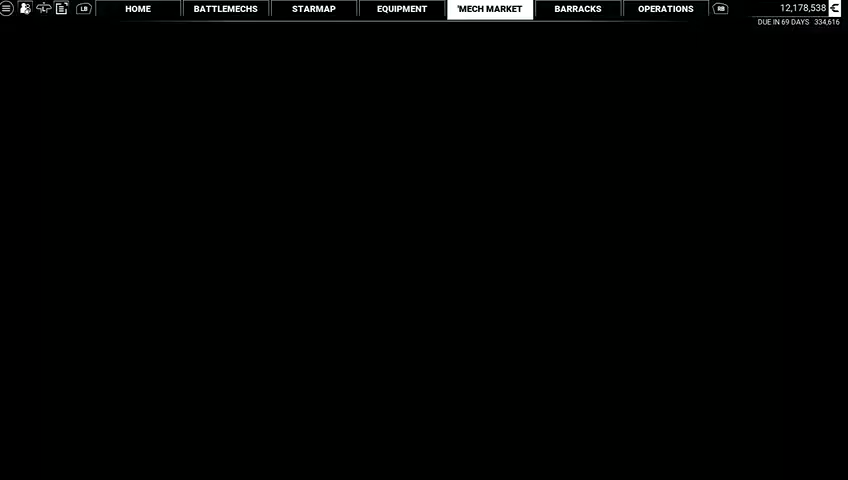 LB HOME BATTLEMECHS STARMAP EQUIPMENT 'MECH MARKET BARRACKS OPERATIONS RB 12,178,538
DUE IN 69 DAYS 334,616